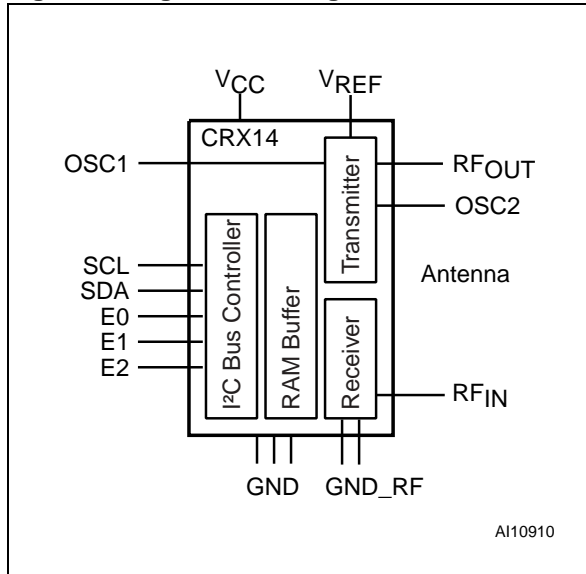 VCC
VREF
CRX14
OSC1
RFOUT
OSC2
Transmitter
Antenna
SCL
SDA
E0
E1
E2
I²C Bus Controller
RAM Buffer
Receiver
RFIN
GND
GND_RF
AI10910